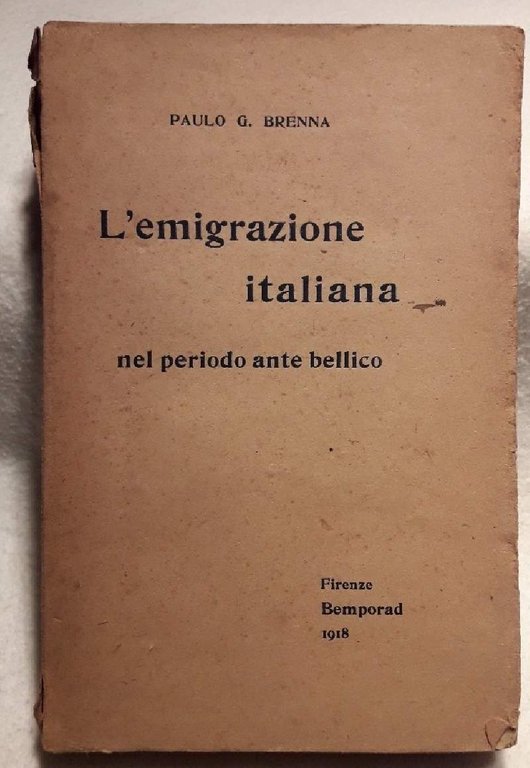 PAULO G. BRENNA
L'emigrazione
italiana
nel periodo ante bellico
Firenze
Bemporad
1918